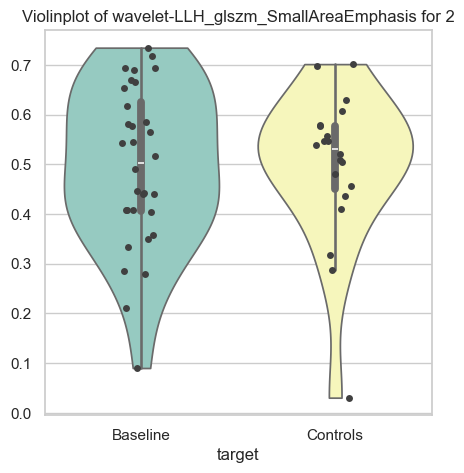 Violinplot of wavelet-LLH_glszm_SmallAreaEmphasis for 2
0.7
0.6
0.5
0.4
0.3
0.2
0.1
0.0
Baseline
Controls
target